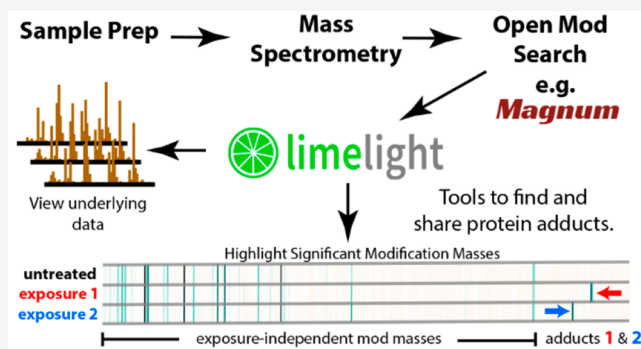 Sample Prep
Mass
Spectrometry
Open Mod
Search
e.g.
Magnum
limelight
View underlying
data
Tools to find and
share protein adducts.
Highlight Significant Modification Masses
untreated
exposure 1
exposure 2
exposure-independent mod masses
adducts 1 & 2